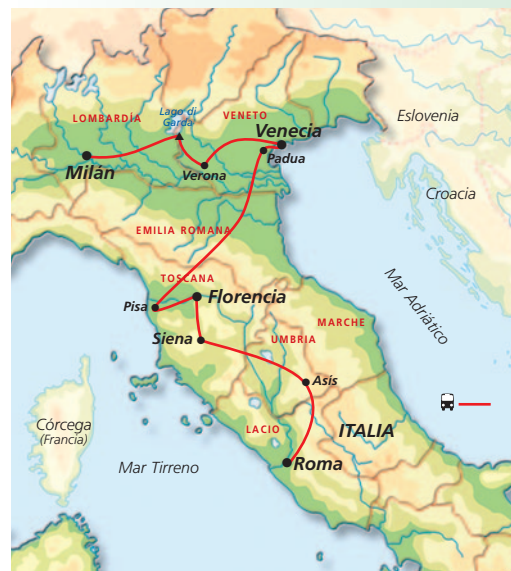 LOMBARDÍA
Lago di
Garda
VENETO
Eslovenia
Venecia
Milán
Verona
Padua
Croacia
EMILIA ROMANA
Mar Adriático
TOSCANA
Pisa
Florencia
MARCHE
Siena
UMBRIA
Asís
Córcega
(Francia)
LACIO
ITALIA
Mar Tirreno
Roma